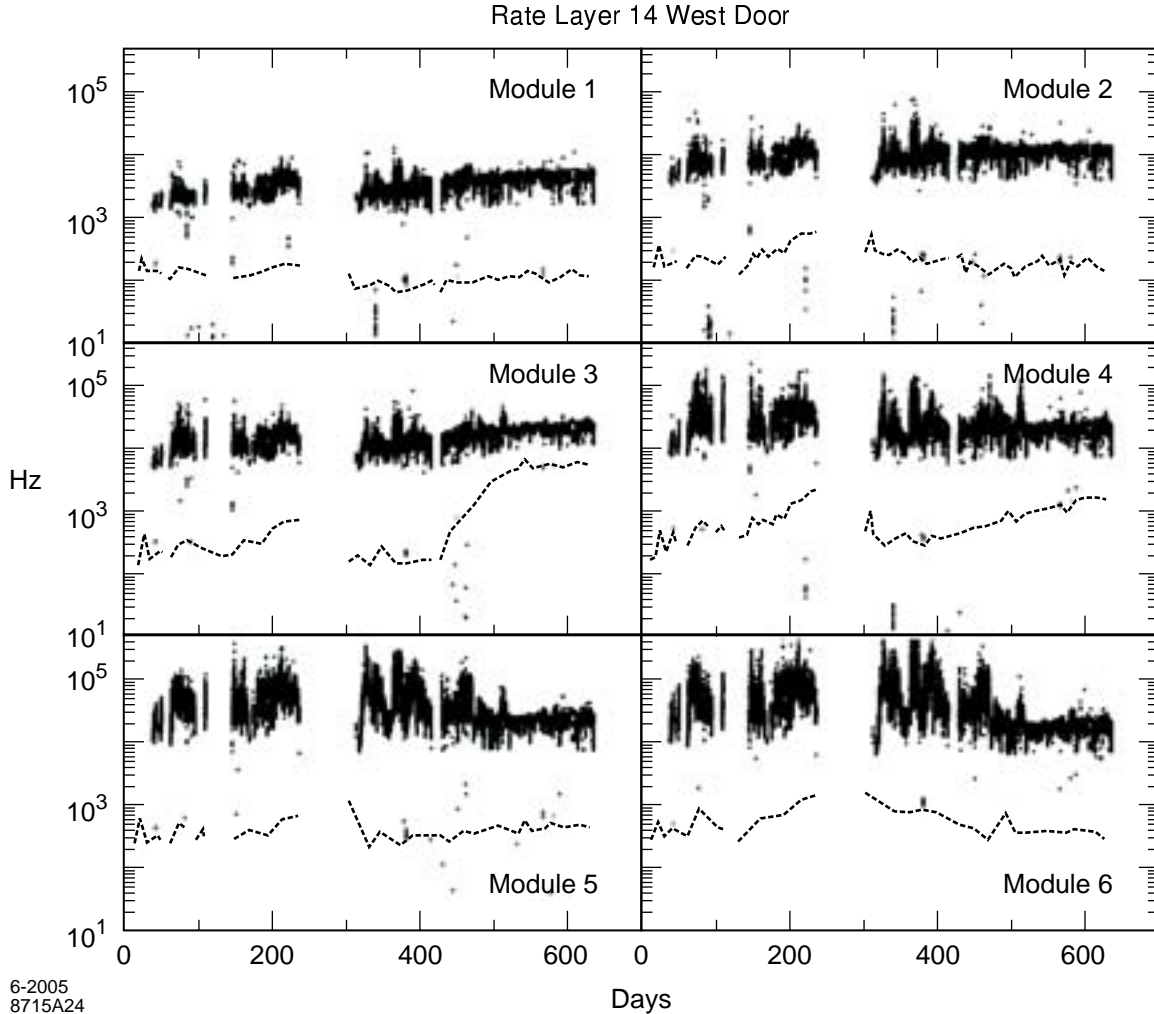 Rate Layer 14 West Door
10^5
Module 1
Module 2
10^3
10^1
10^5
Module 3
Module 4
Hz
10^3
10^1
10^5
10^3
Module 5
Module 6
10^1
0 200 400 600 0 200 400 600
Days
6-2005
8715A24